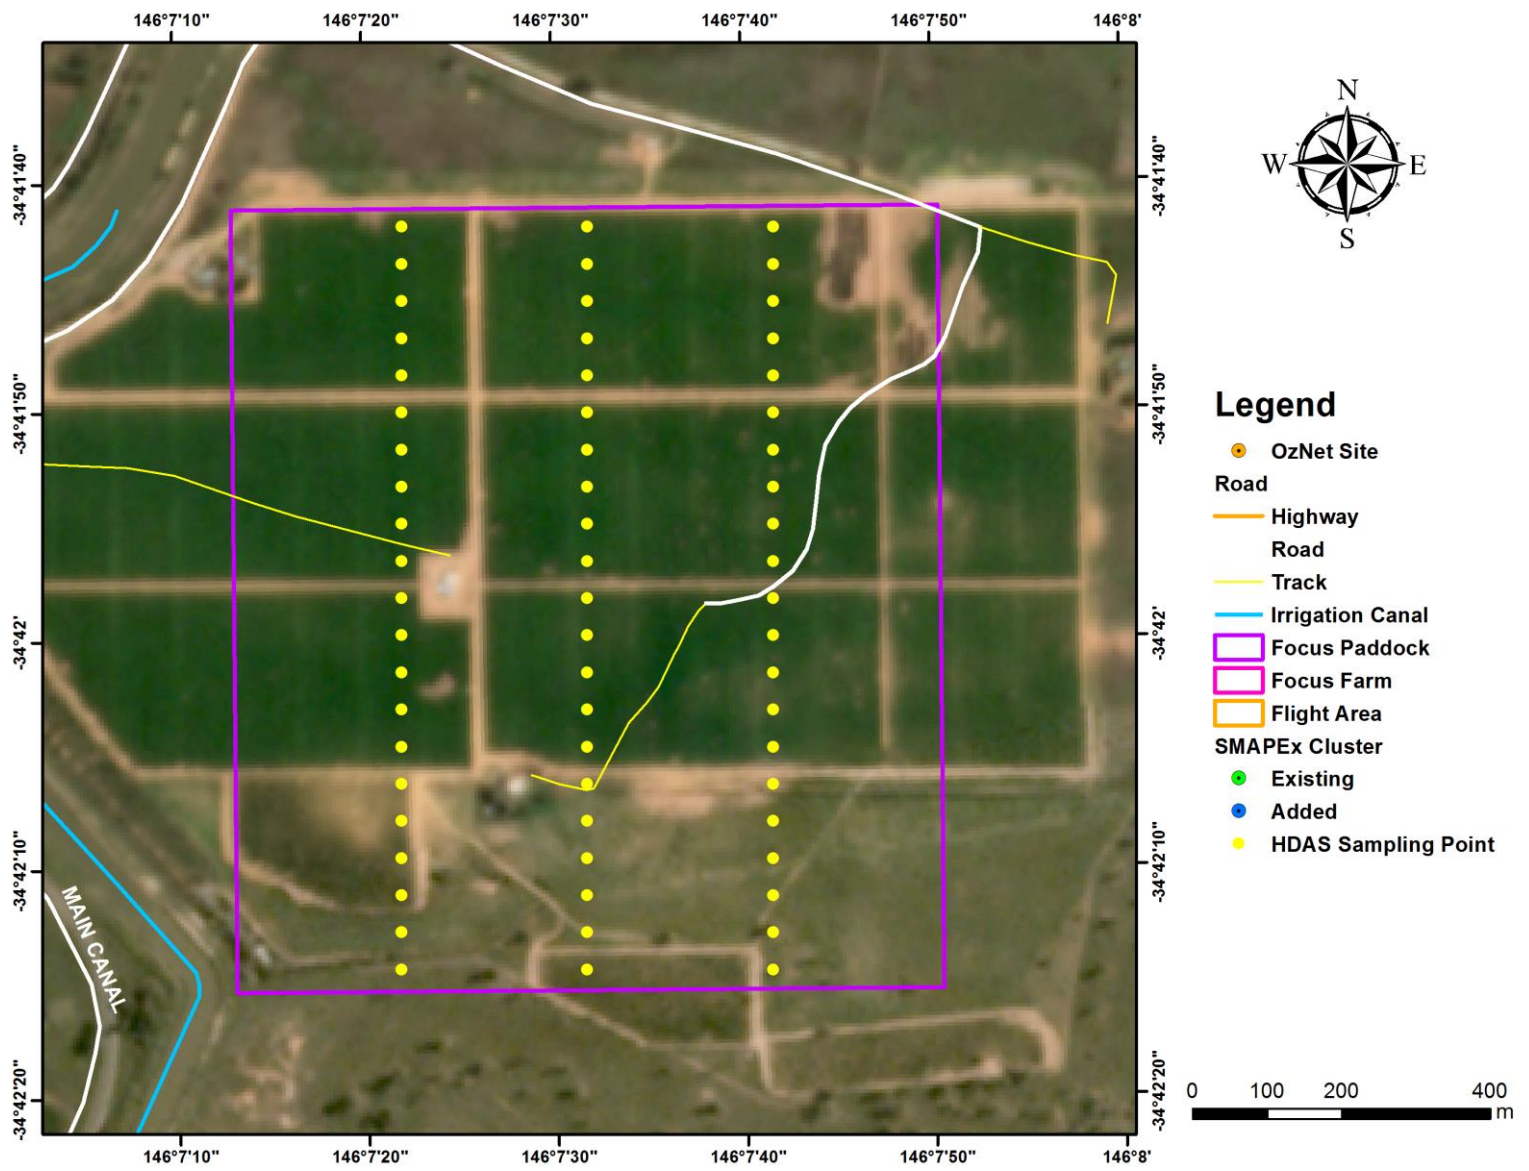 146°7'10" 146°7'20" 146°7'30" 146°7'40" 146°7'50" 146°8'
-34°41'40"
-34°41'50"
-34°42'
-34°42'10"
-34°42'20"
MAIN CANAL
-34°41'40"
-34°41'50"
-34°42'
-34°42'10"
-34°42'20"
146°7'10" 146°7'20" 146°7'30" 146°7'40" 146°7'50" 146°8'
N
W E
S
Legend
OzNet Site
Road
Highway
Road
Track
Irrigation Canal
Focus Paddock
Focus Farm
Flight Area
SMAPEx Cluster
Existing
Added
HDAS Sampling Point
0 100 200 400
m